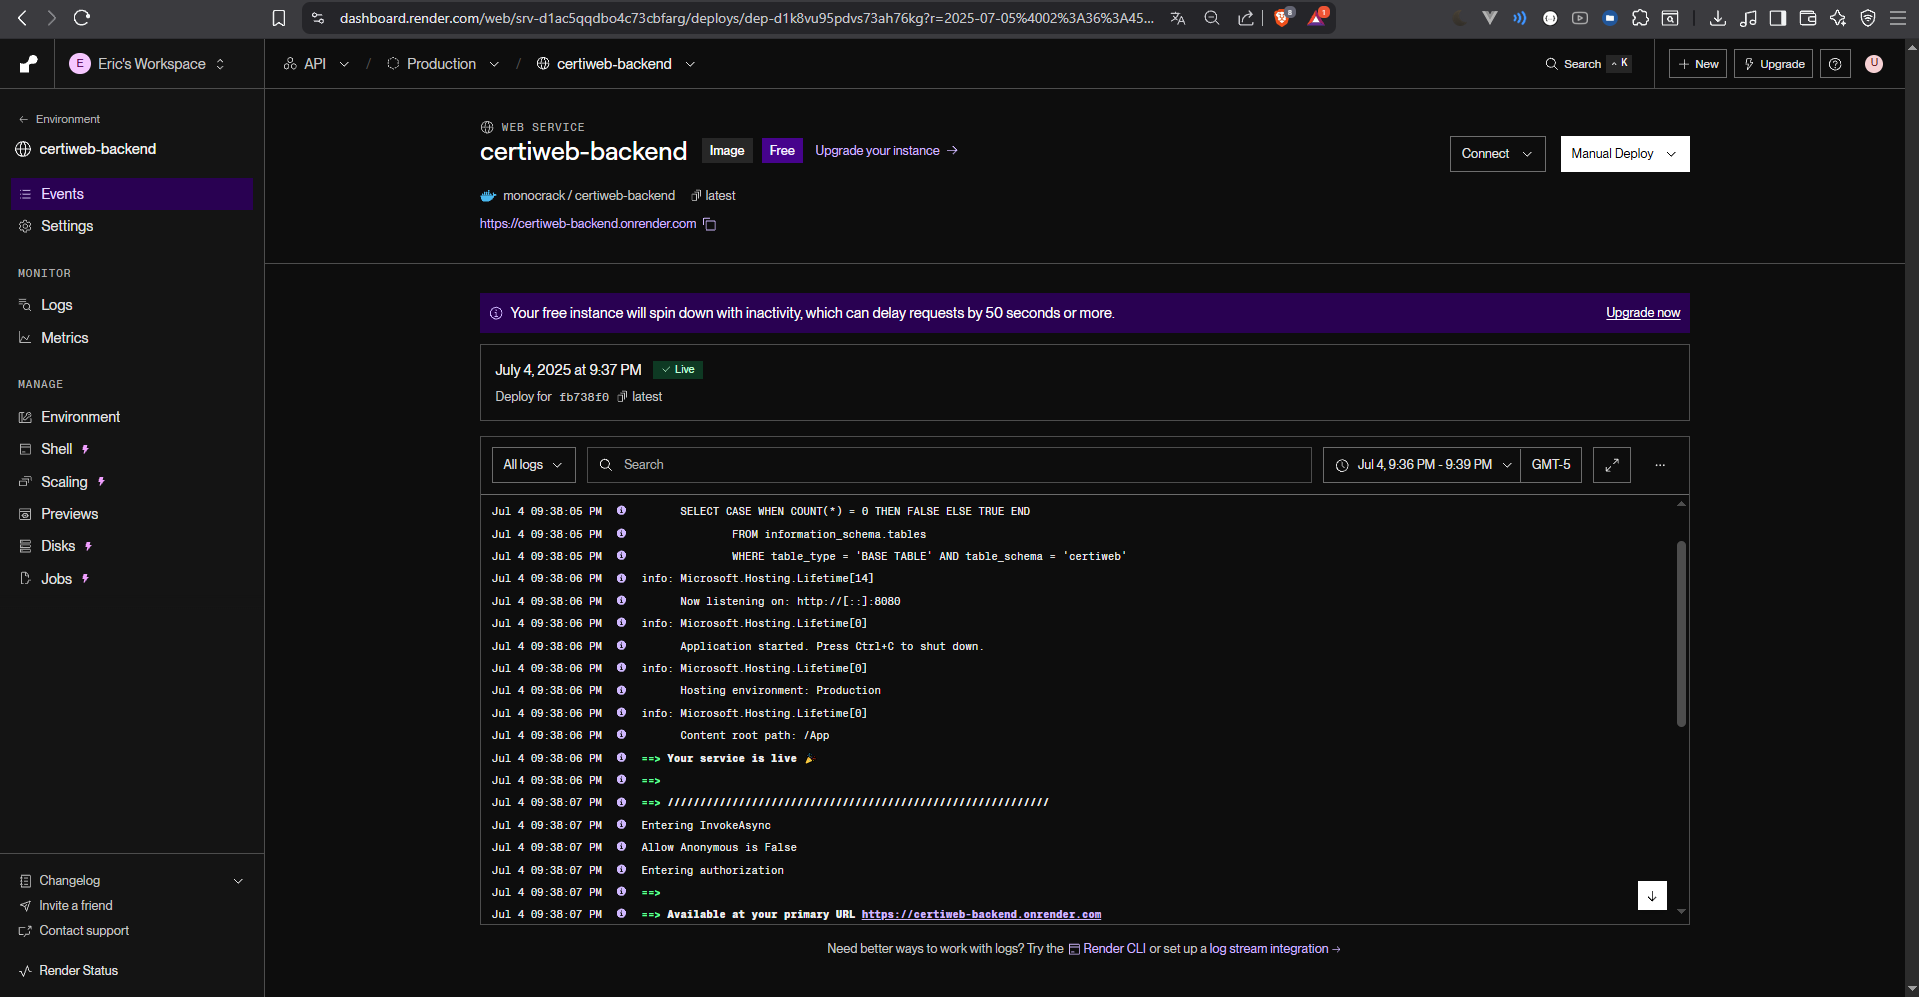 dashboard.render.com/web/srv-d1ac5qqdbo4c73cbfarg/deploys/dep-d1k8vu95pdvs73ah76kg?r=2025-07-05%4002%3A36%3A45...
8
1
E Eric's Workspace
API / Production / certiweb-backend
Search ^ K
+ New
Upgrade
U
← Environment
certiweb-backend
Events
Settings
MONITOR
Logs
Metrics
MANAGE
Environment
Shell
Scaling
Previews
Disks
Jobs
Changelog
Invite a friend
Contact support
Render Status
WEB SERVICE
certiweb-backend Image Free Upgrade your instance →
Connect
Manual Deploy
monocrack / certiweb-backend latest
https://certiweb-backend.onrender.com
Your free instance will spin down with inactivity, which can delay requests by 50 seconds or more. Upgrade now
July 4, 2025 at 9:37 PM ✓ Live
Deploy for fb738f0 latest
All logs Search Jul 4, 9:36 PM - 9:39 PM GMT-5 ...
Jul 4 09:38:05 PM SELECT CASE WHEN COUNT(*) = 0 THEN FALSE ELSE TRUE END
Jul 4 09:38:05 PM FROM information_schema.tables
Jul 4 09:38:05 PM WHERE table_type = 'BASE TABLE' AND table_schema = 'certiweb'
Jul 4 09:38:06 PM info: Microsoft.Hosting.Lifetime[14]
Jul 4 09:38:06 PM Now listening on: http://[::]:8080
Jul 4 09:38:06 PM info: Microsoft.Hosting.Lifetime[0]
Jul 4 09:38:06 PM Application started. Press Ctrl+C to shut down.
Jul 4 09:38:06 PM info: Microsoft.Hosting.Lifetime[0]
Jul 4 09:38:06 PM Hosting environment: Production
Jul 4 09:38:06 PM info: Microsoft.Hosting.Lifetime[0]
Jul 4 09:38:06 PM Content root path: /App
Jul 4 09:38:06 PM ==> Your service is live 🎉
Jul 4 09:38:06 PM ==>
Jul 4 09:38:07 PM ==> ///////////////////////////////////////////////////////////
Jul 4 09:38:07 PM Entering InvokeAsync
Jul 4 09:38:07 PM Allow Anonymous is False
Jul 4 09:38:07 PM Entering authorization
Jul 4 09:38:07 PM ==>
Jul 4 09:38:07 PM ==> Available at your primary URL https://certiweb-backend.onrender.com
Need better ways to work with logs? Try the Render CLI or set up a log stream integration →